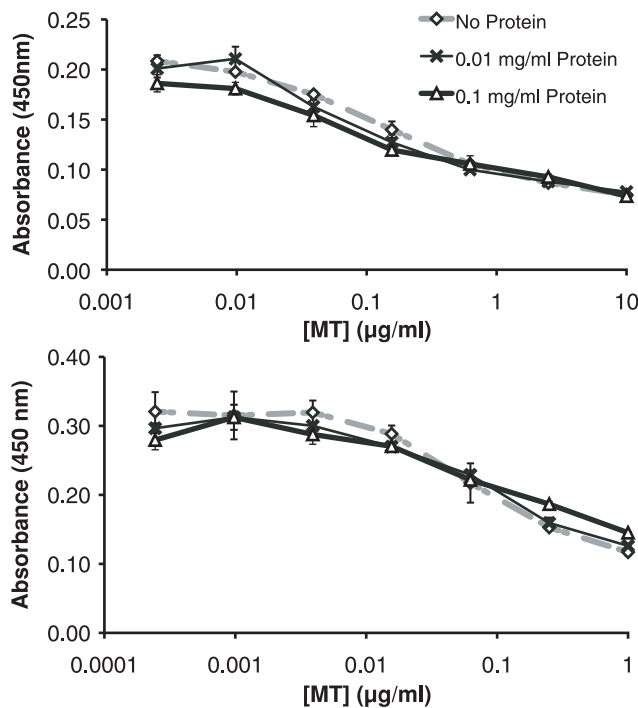 Absorbance (450nm)
0.25
0.20
0.15
0.10
0.05
0.00
No Protein
0.01 mg/ml Protein
0.1 mg/ml Protein
0.001 0.01 0.1 1 10
[MT] (µg/ml)
Absorbance (450 nm)
0.40
0.30
0.20
0.10
0.00
0.0001 0.001 0.01 0.1 1
[MT] (µg/ml)